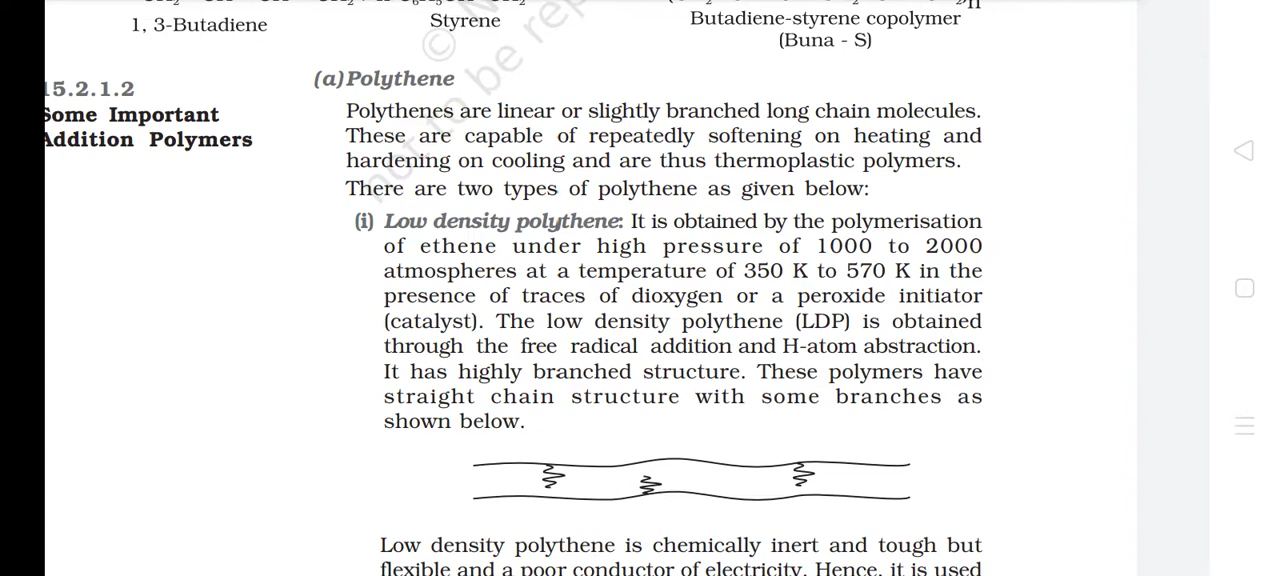 1, 3-Butadiene
Styrene
Butadiene-styrene copolymer
(Buna - S)
15.2.1.2
Some Important
Addition Polymers
(a) Polythene
Polythenes are linear or slightly branched long chain molecules.
These are capable of repeatedly softening on heating and
hardening on cooling and are thus thermoplastic polymers.
There are two types of polythene as given below:
(i) Low density polythene: It is obtained by the polymerisation
of ethene under high pressure of 1000 to 2000
atmospheres at a temperature of 350 K to 570 K in the
presence of traces of dioxygen or a peroxide initiator
(catalyst). The low density polythene (LDP) is obtained
through the free radical addition and H-atom abstraction.
It has highly branched structure. These polymers have
straight chain structure with some branches as
shown below.
Low density polythene is chemically inert and tough but
flexible and a poor conductor of electricity. Hence, it is used
© N
not to be rep